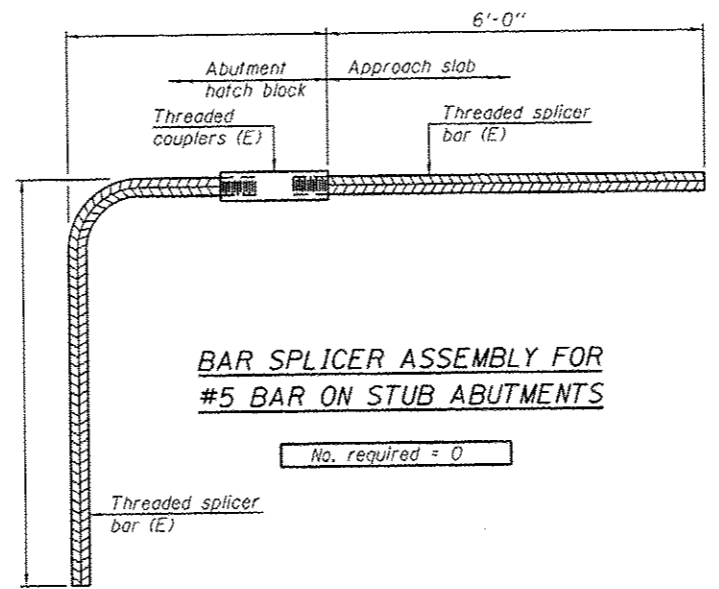 6'-0"
Abutment
hatch block
Approach slab
Threaded
couplers (E)
Threaded splicer
bar (E)
BAR SPLICER ASSEMBLY FOR
#5 BAR ON STUB ABUTMENTS
No. required = 0
Threaded splicer
bar (E)